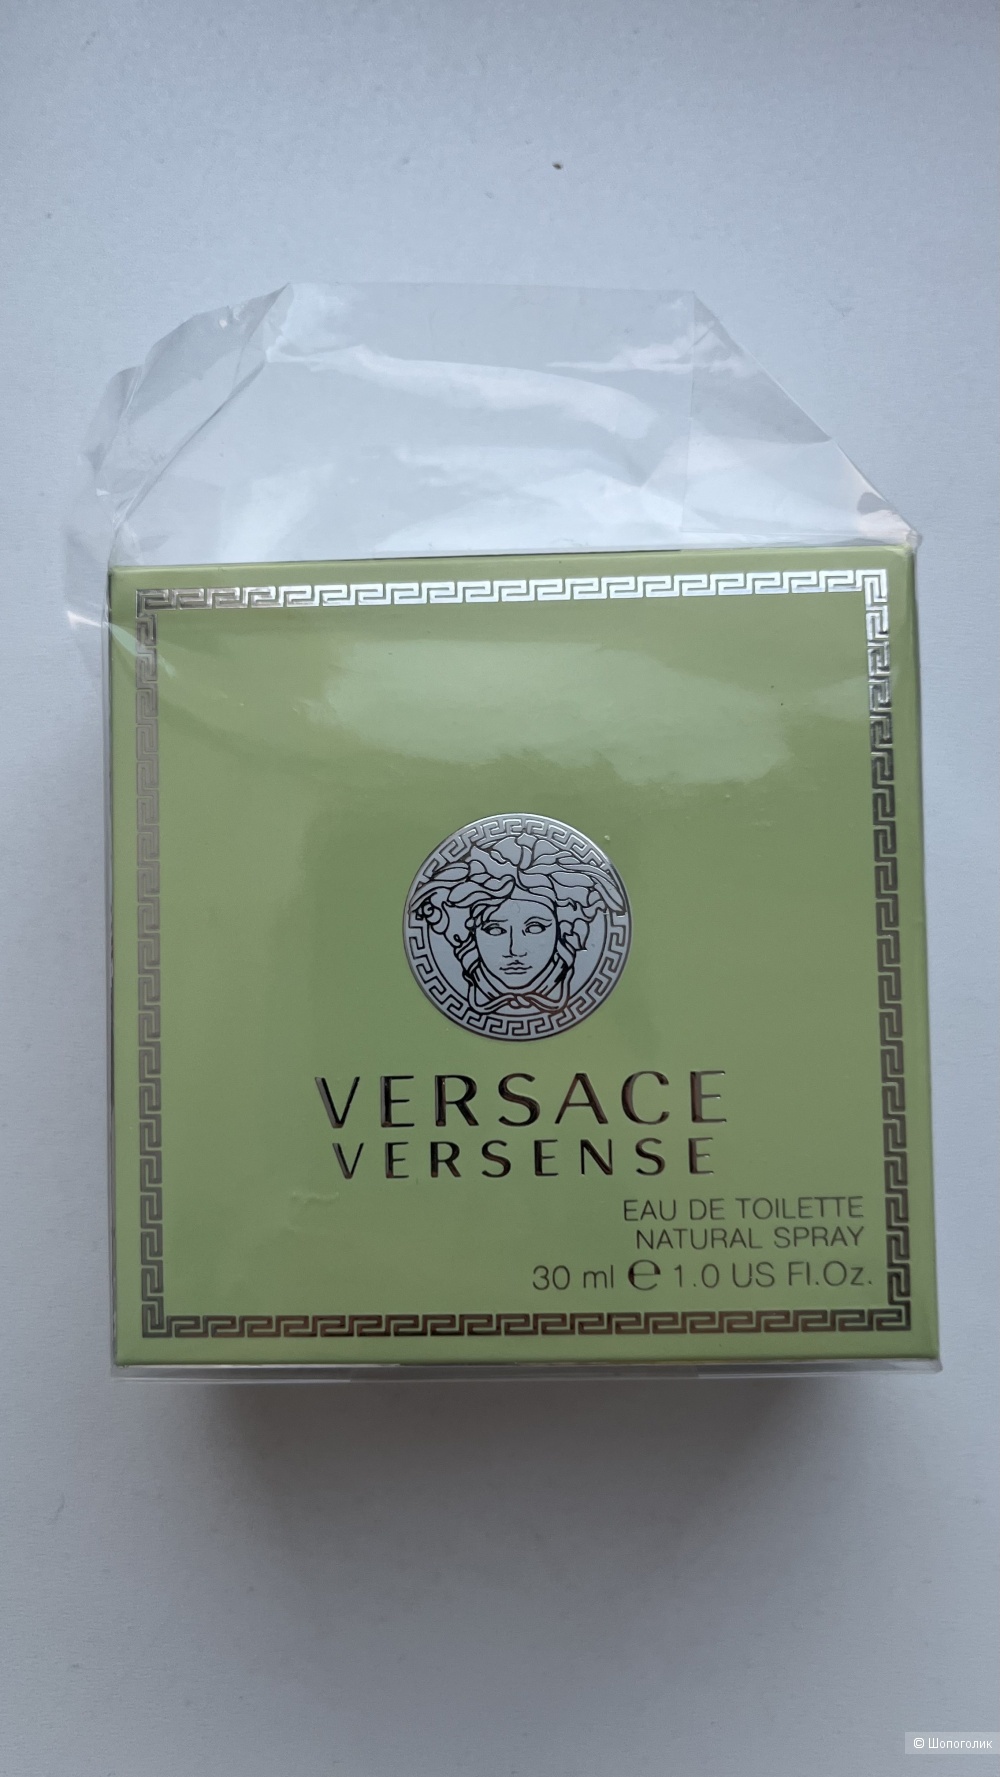 VERSACE
VERSENSE
EAU DE TOILETTE
NATURAL SPRAY
30 ml ℮ 1.0 US Fl.Oz.
© Шопоголик